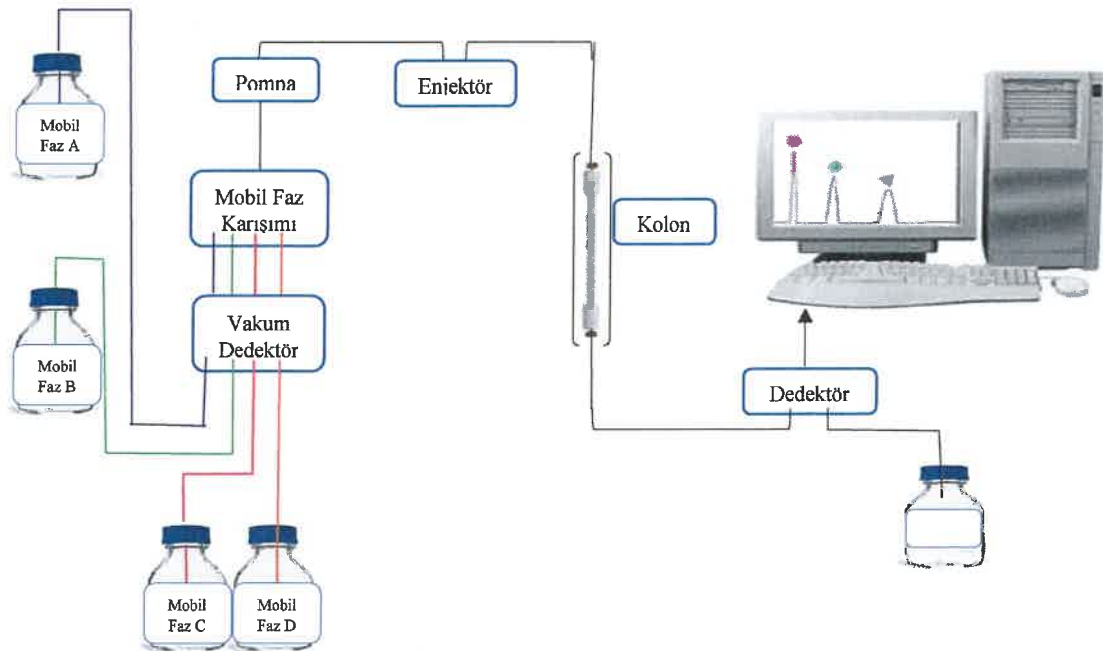 Mobil
Faz A
Pomna
Enjektör
Mobil Faz
Karışımı
Kolon
Mobil
Faz B
Vakum
Dedektör
Dedektör
Mobil
Faz C
Mobil
Faz D